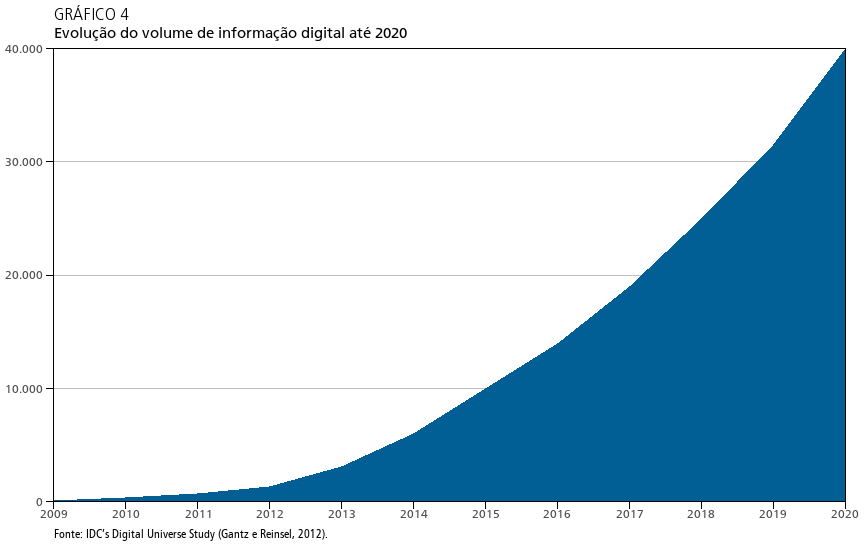 GRÁFICO 4
Evolução do volume de informação digital até 2020
40.000
30.000
20.000
10.000
0
2009 2010 2011 2012 2013 2014 2015 2016 2017 2018 2019 2020
Fonte: IDC's Digital Universe Study (Gantz e Reinsel, 2012).